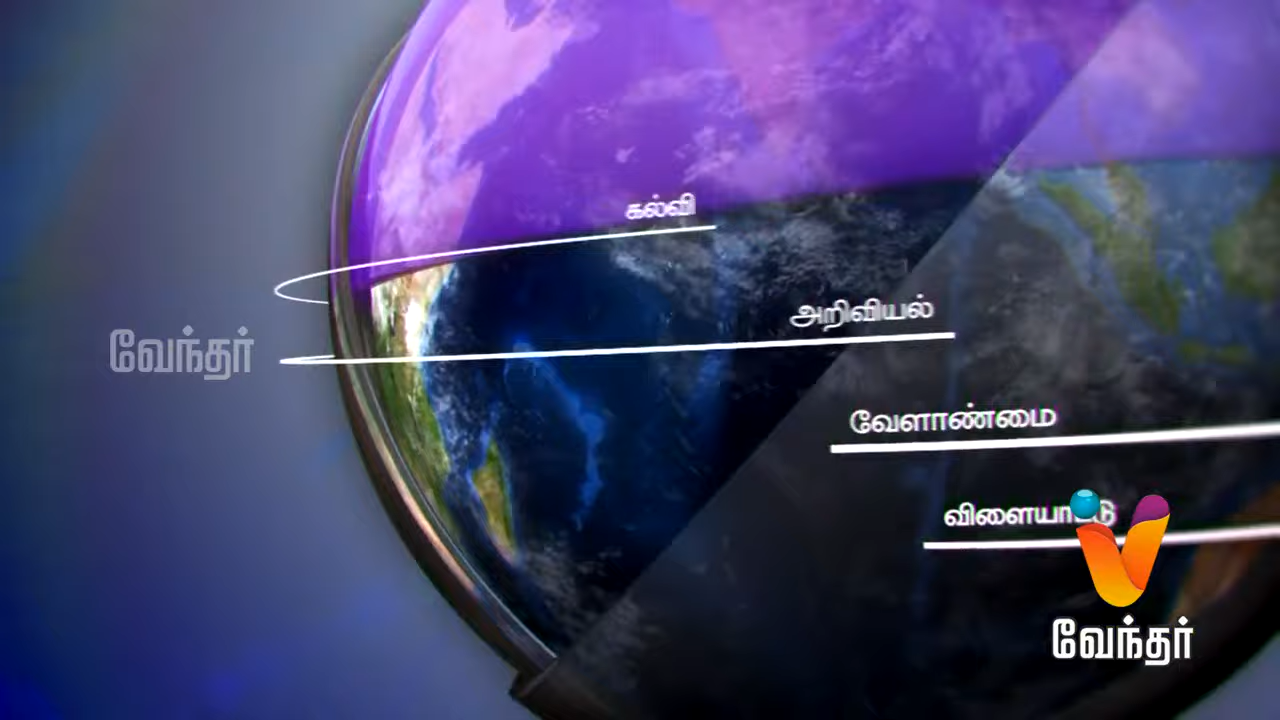 கல்வி
அறிவியல்
வேந்தர்
வேளாண்மை
விளையாட்டு
வேந்தர்